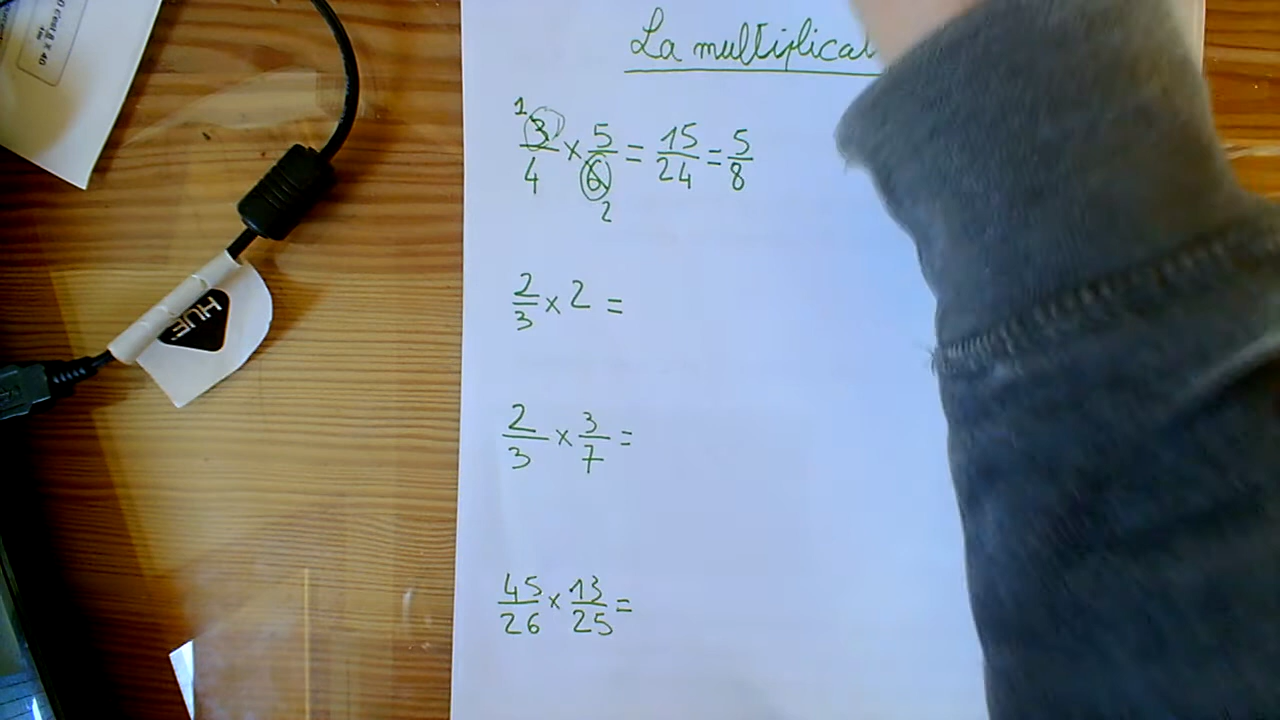 La multiplicat
1
3/4 × 5/6 = 15/24 = 5/8
2
2/3 × 2 =
2/3 × 3/7 =
45/26 × 13/25 =
HUE